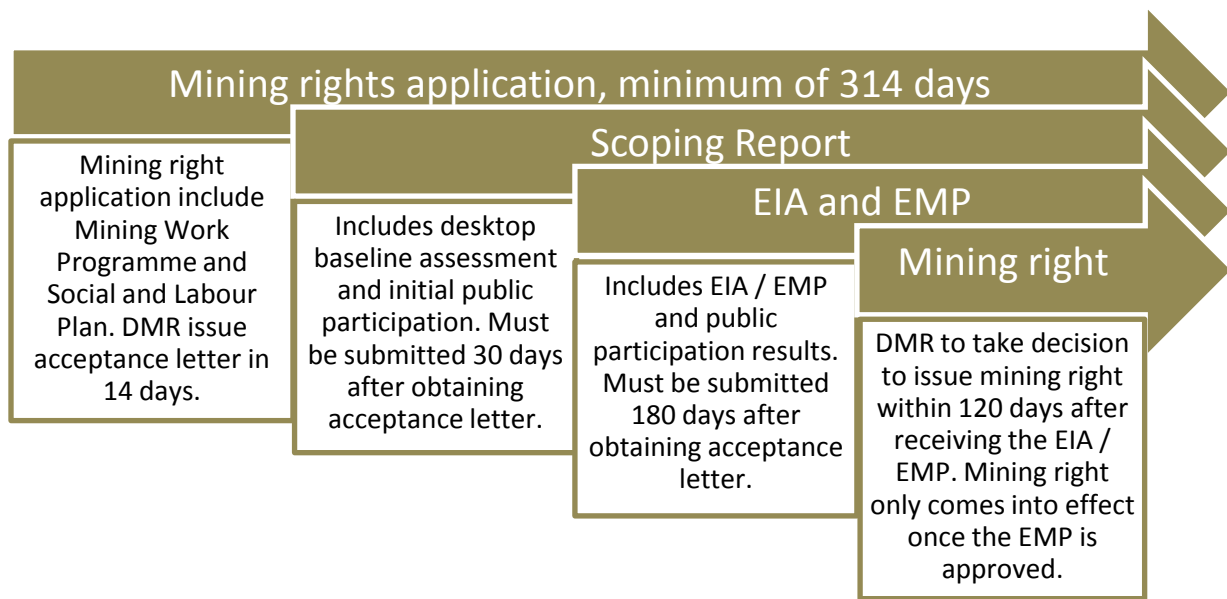 Mining rights application, minimum of 314 days
Mining right
application include
Mining Work
Programme and
Social and Labour
Plan. DMR issue
acceptance letter in
14 days.
Scoping Report
Includes desktop
baseline assessment
and initial public
participation. Must
be submitted 30 days
after obtaining
acceptance letter.
EIA and EMP
Includes EIA / EMP
and public
participation results.
Must be submitted
180 days after
obtaining acceptance
letter.
Mining right
DMR to take decision
to issue mining right
within 120 days after
receiving the EIA /
EMP. Mining right
only comes into effect
once the EMP is
approved.